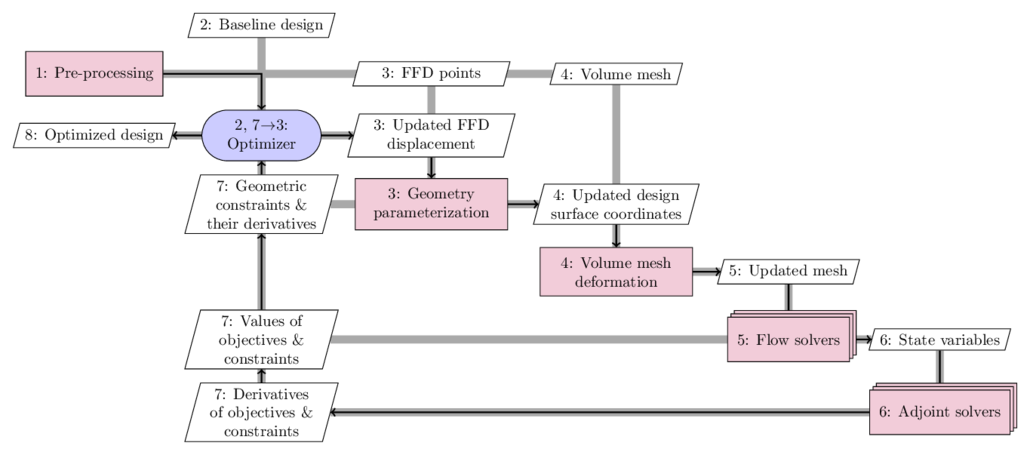 2: Baseline design
1: Pre-processing
3: FFD points
4: Volume mesh
8: Optimized design
2, 7→3:
Optimizer
3: Updated FFD
displacement
7: Geometric
constraints &
their derivatives
3: Geometry
parameterization
4: Updated design
surface coordinates
4: Volume mesh
deformation
5: Updated mesh
7: Values of
objectives &
constraints
5: Flow solvers
6: State variables
7: Derivatives
of objectives &
constraints
6: Adjoint solvers